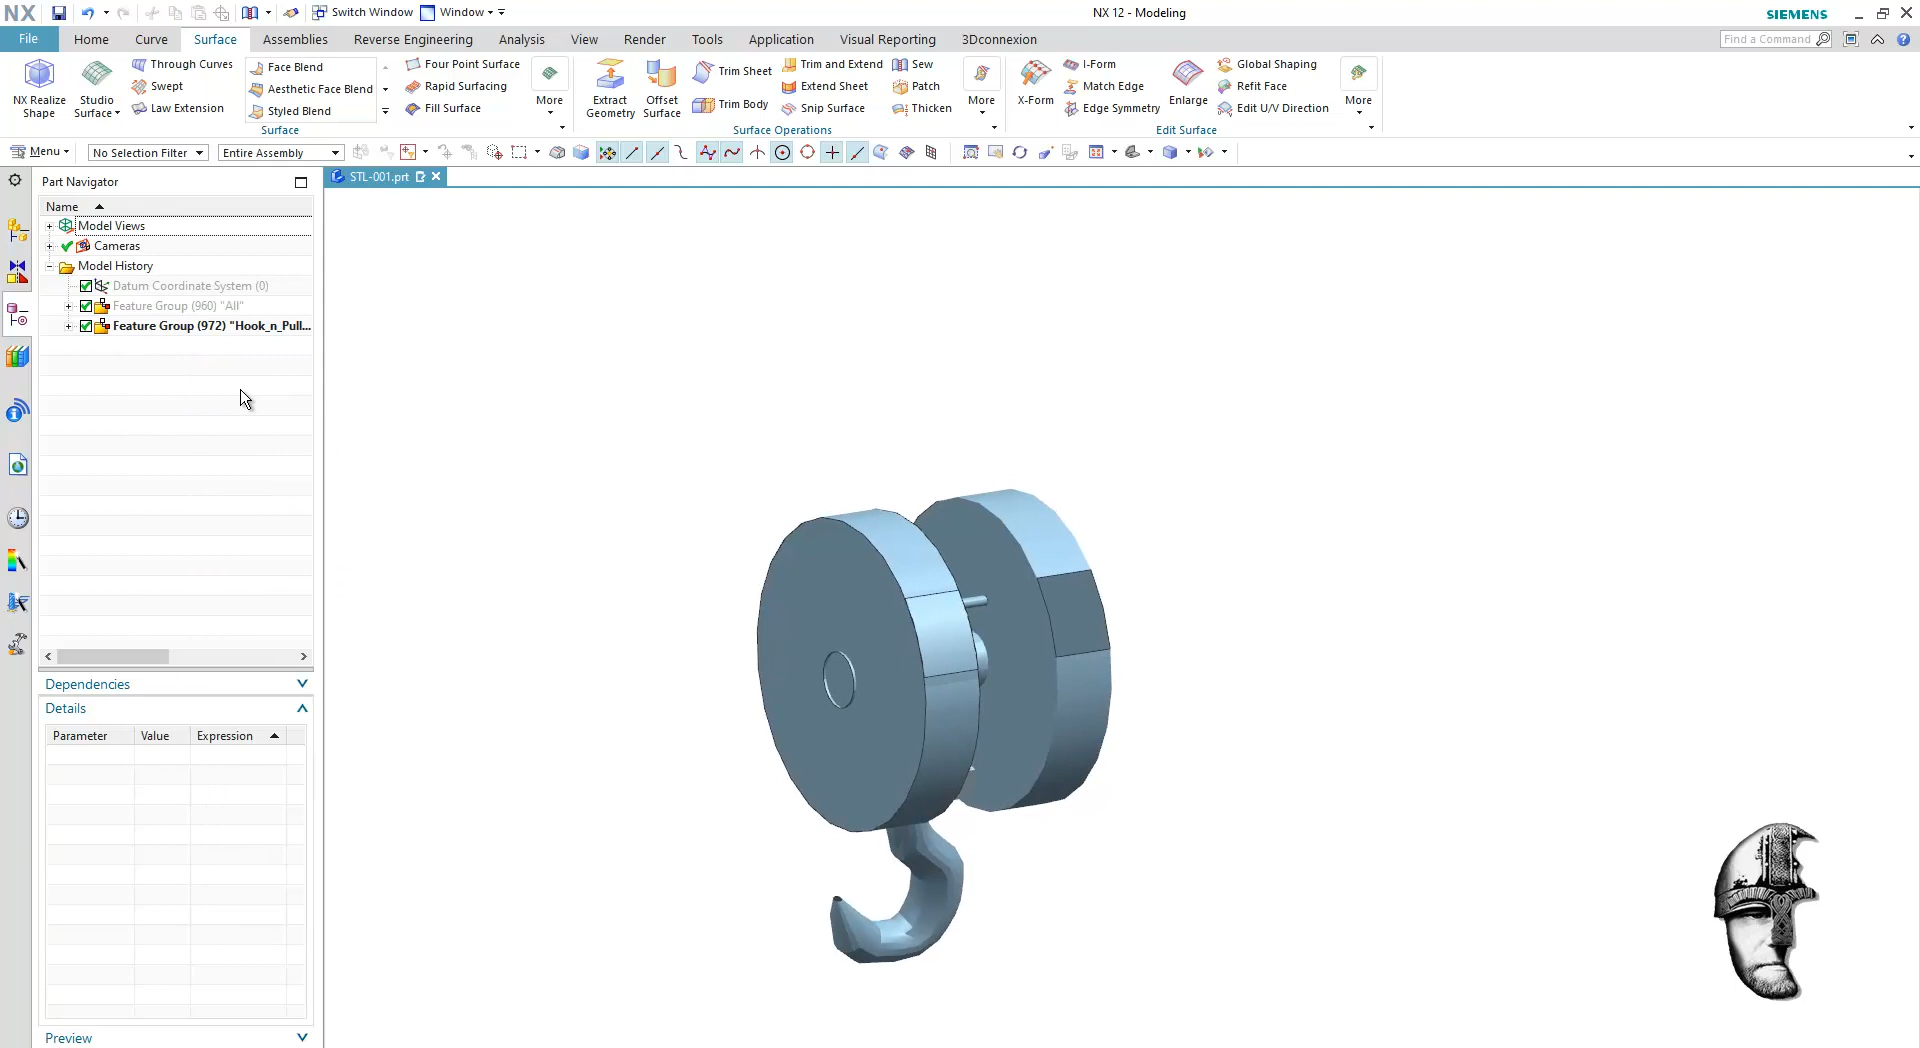 NX
Switch Window
Window
NX 12 - Modeling
SIEMENS
File
Home
Curve
Surface
Assemblies
Reverse Engineering
Analysis
View
Render
Tools
Application
Visual Reporting
3Dconnexion
Find a Command
NX Realize
Shape
Studio
Surface
Through Curves
Swept
Law Extension
Face Blend
Aesthetic Face Blend
Styled Blend
Four Point Surface
Rapid Surfacing
Fill Surface
More
Surface
Extract
Geometry
Offset
Surface
Trim Sheet
Trim Body
Trim and Extend
Extend Sheet
Snip Surface
Sew
Patch
Thicken
More
Surface Operations
X-Form
I-Form
Match Edge
Edge Symmetry
Enlarge
Global Shaping
Refit Face
Edit U/V Direction
More
Edit Surface
Menu
No Selection Filter
Entire Assembly
Part Navigator
STL-001.prt
Name
Model Views
Cameras
Model History
Datum Coordinate System (0)
Feature Group (960) "All"
Feature Group (972) "Hook_n_Pull...
Dependencies
Details
Parameter
Value
Expression
Preview